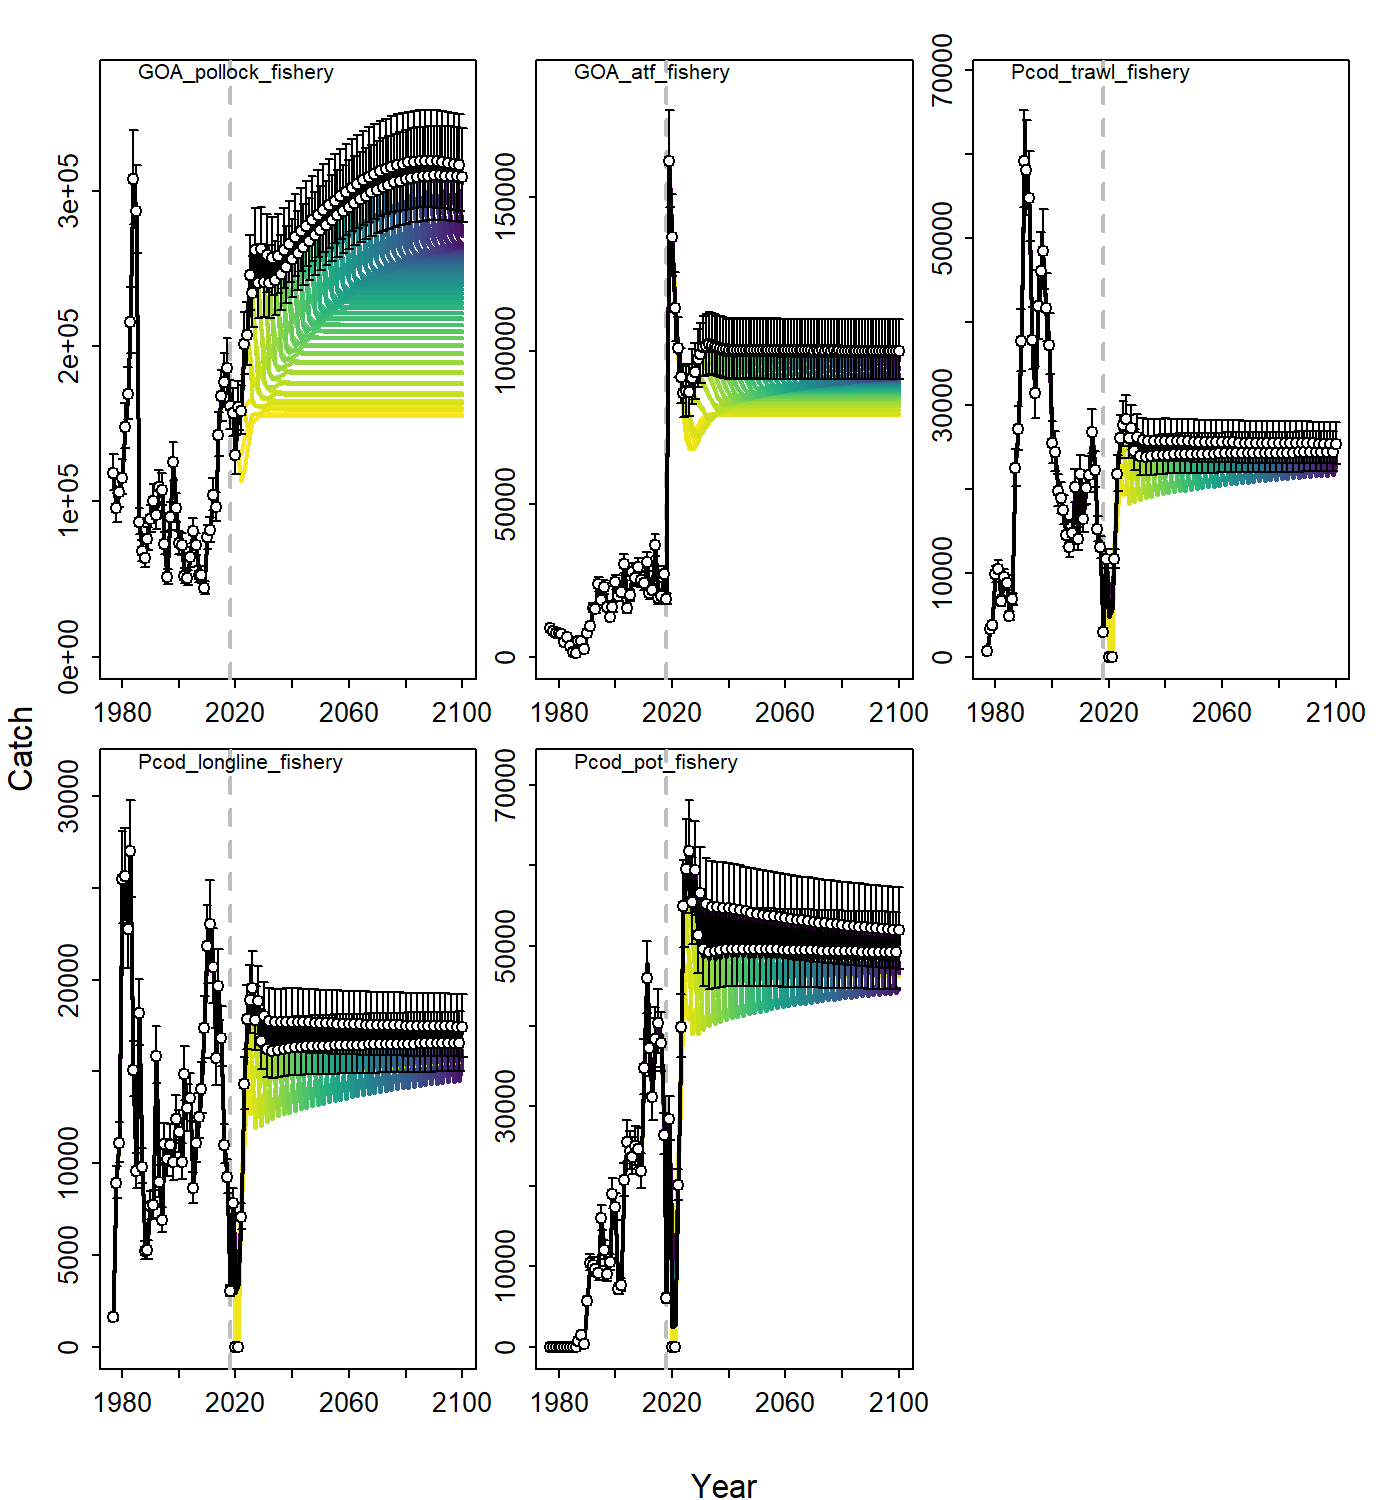 GOA_pollock_fishery
0e+00 1e+05 2e+05 3e+05
1980 2020 2060 2100
GOA_atf_fishery
0 50000 100000 150000
1980 2020 2060 2100
Pcod_trawl_fishery
0 10000 30000 50000 70000
1980 2020 2060 2100
Catch
Pcod_longline_fishery
0 5000 10000 20000 30000
1980 2020 2060 2100
Pcod_pot_fishery
0 10000 30000 50000 70000
1980 2020 2060 2100
Year